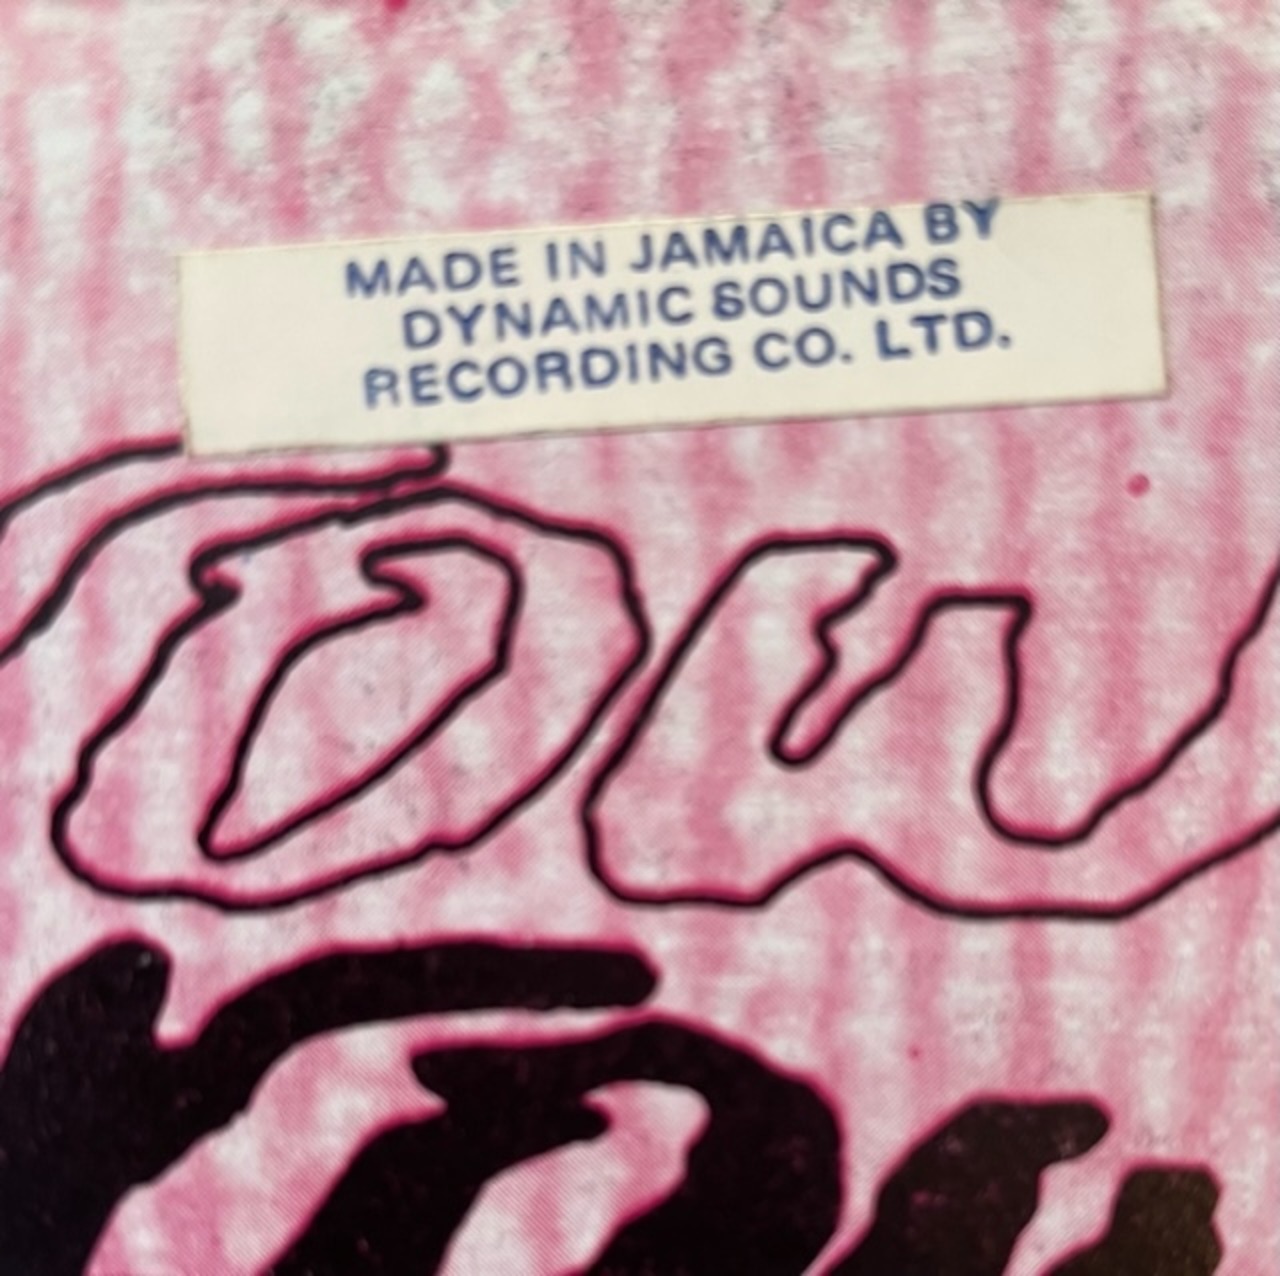 MADE IN JAMAICA BY
DYNAMIC SOUNDS
RECORDING CO. LTD.